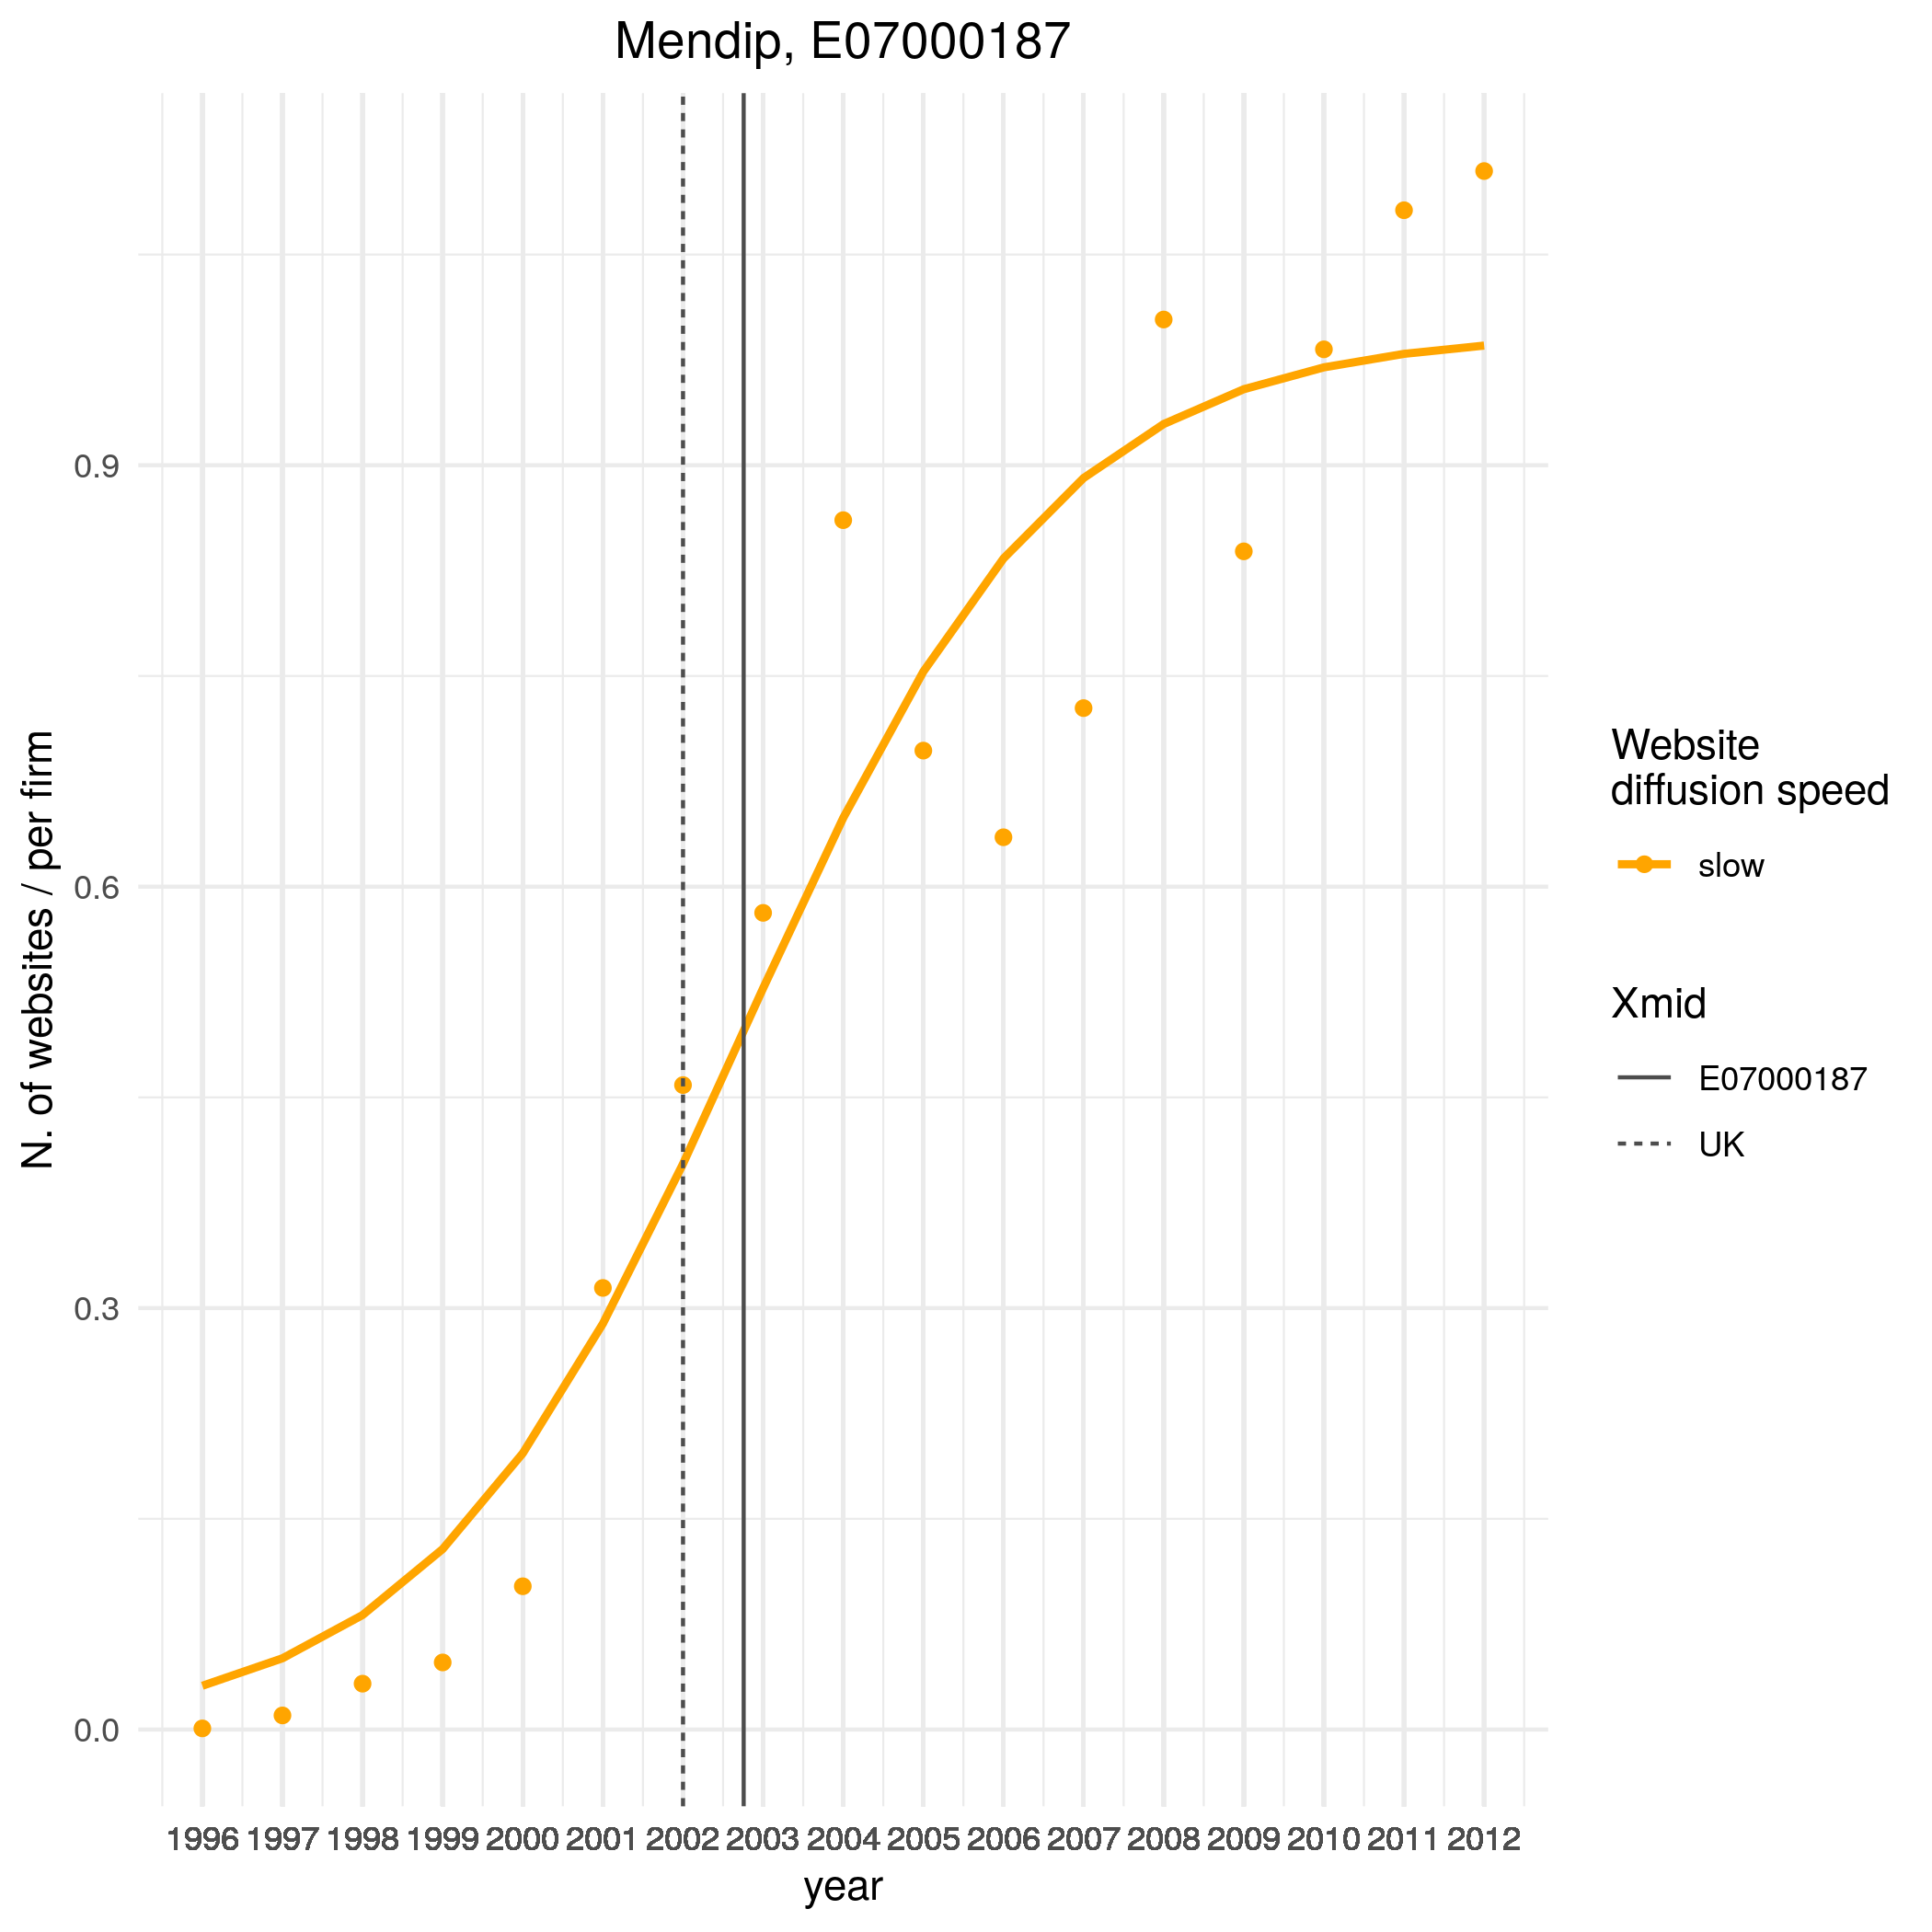 Mendip, E07000187
N. of websites / per firm
0.9
0.6
0.3
0.0
1996 1997 1998 1999 2000 2001 2002 2003 2004 2005 2006 2007 2008 2009 2010 2011 2012
year
Website
diffusion speed
slow
Xmid
E07000187
UK